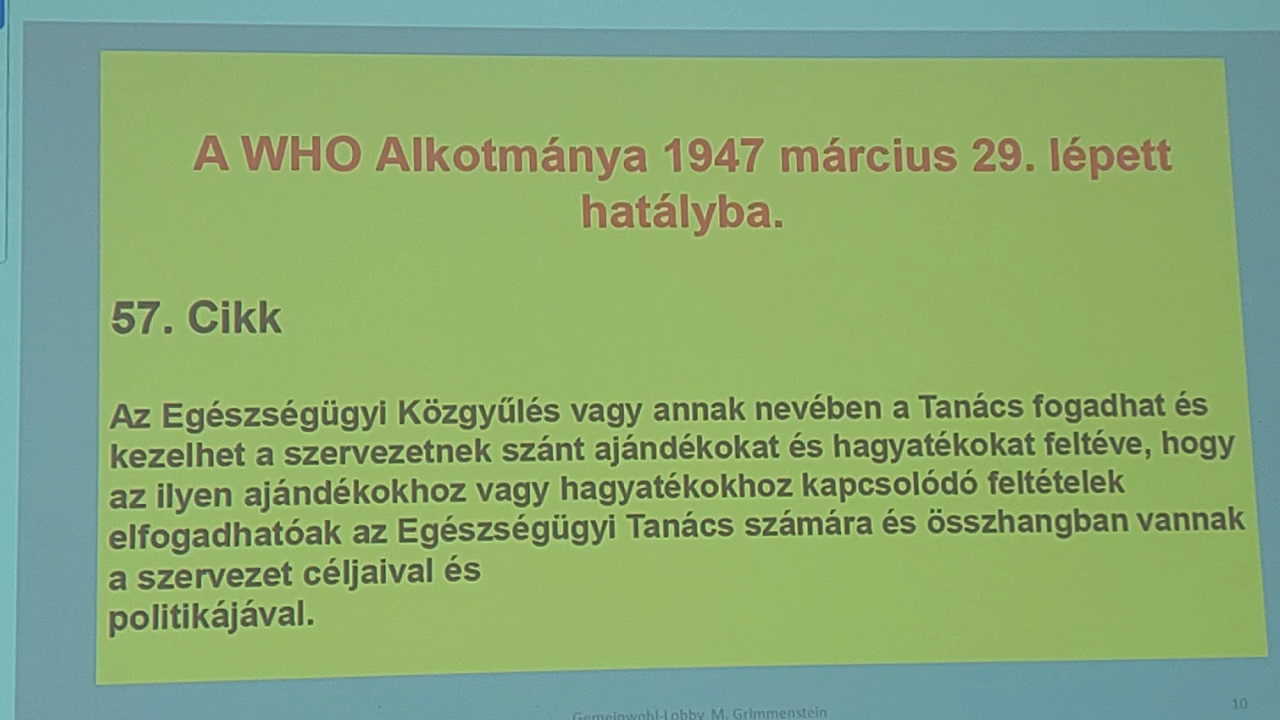 A WHO Alkotmánya 1947 március 29. lépett
hatályba.
57. Cikk
Az Egészségügyi Közgyűlés vagy annak nevében a Tanács fogadhat és
kezelhet a szervezetnek szánt ajándékokat és hagyatékokat feltéve, hogy
az ilyen ajándékokhoz vagy hagyatékokhoz kapcsolódó feltételek
elfogadhatóak az Egészségügyi Tanács számára és összhangban vannak
a szervezet céljaival és
politikájával.
Gemeinwohl-Lobby M. Grimmenstein
10